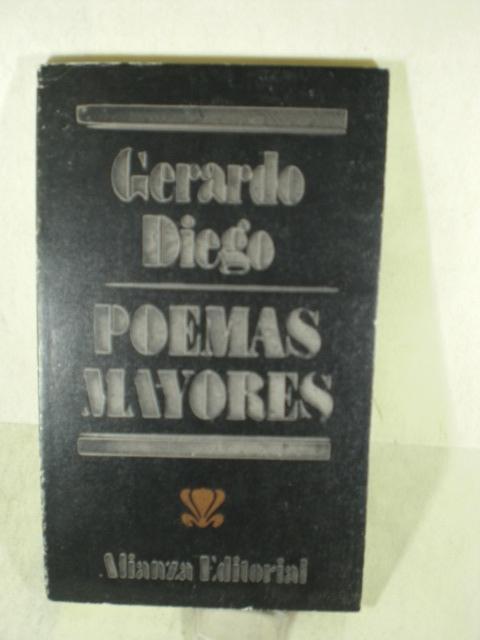 Gerardo
Diego
POEMAS
MAYORES
Alianza Editorial